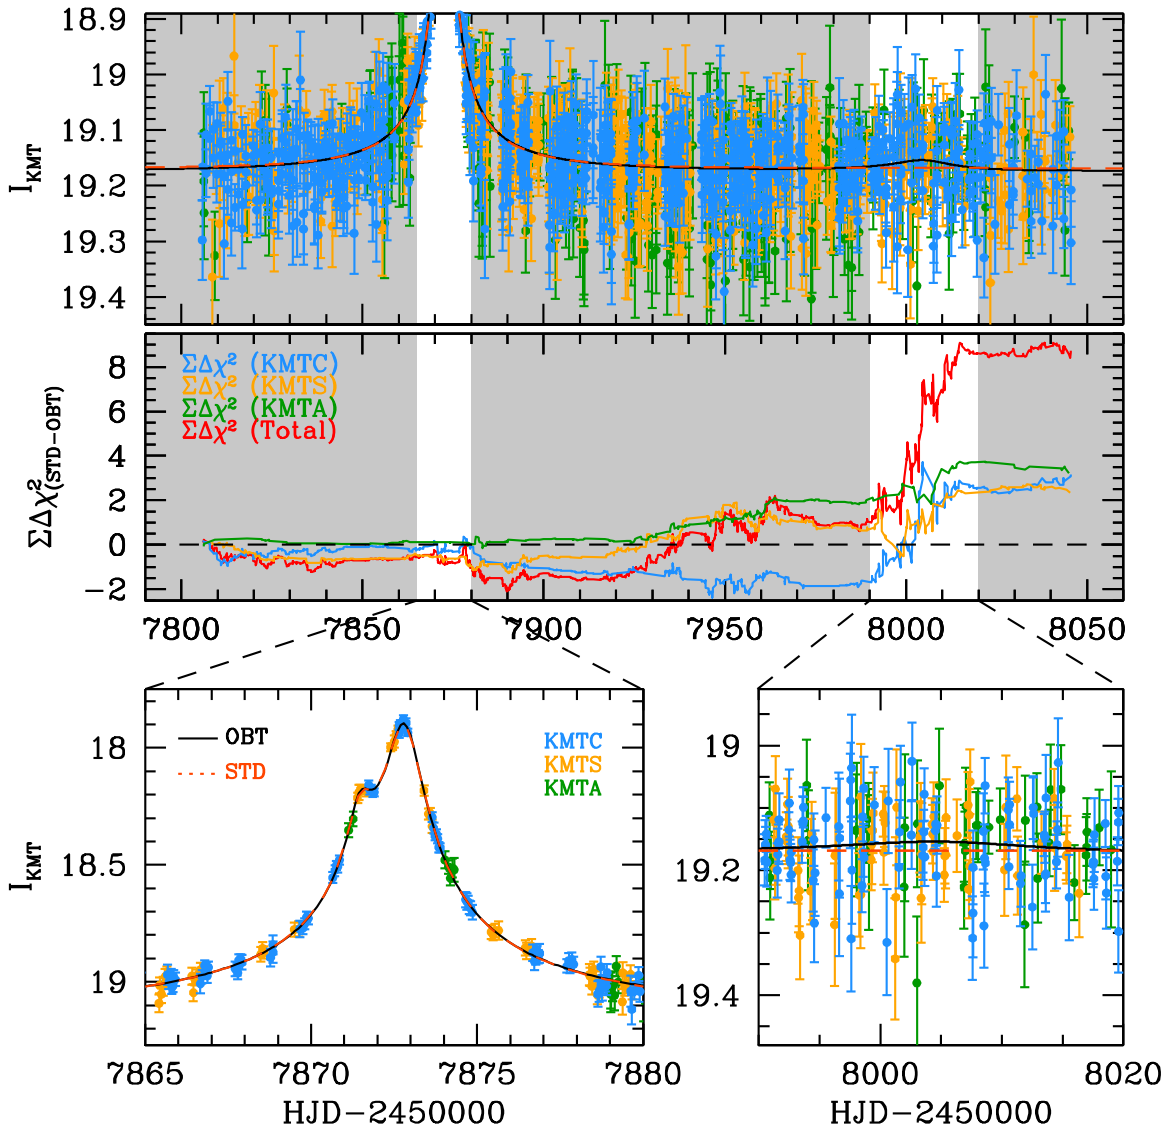 18.9
19
19.1
19.2
19.3
19.4
I_KMT
ΣΔχ² (KMTC)
ΣΔχ² (KMTS)
ΣΔχ² (KMTA)
ΣΔχ² (Total)
8
6
4
2
0
−2
ΣΔχ²(STD−OBT)
7800 7850 7900 7950 8000 8050
OBT
STD
KMTC
KMTS
KMTA
18
18.5
19
I_KMT
7865 7870 7875 7880
HJD−2450000
19
19.2
19.4
8000 8020
HJD−2450000